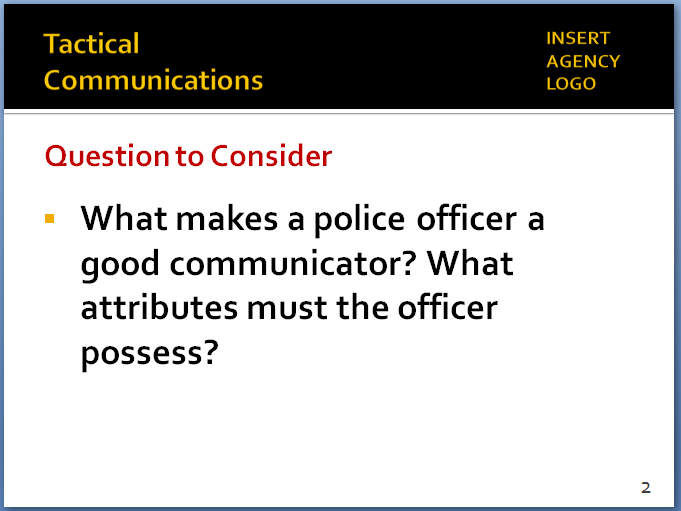 Tactical
Communications
INSERT
AGENCY
LOGO
Question to Consider
What makes a police officer a
good communicator? What
attributes must the officer
possess?
2